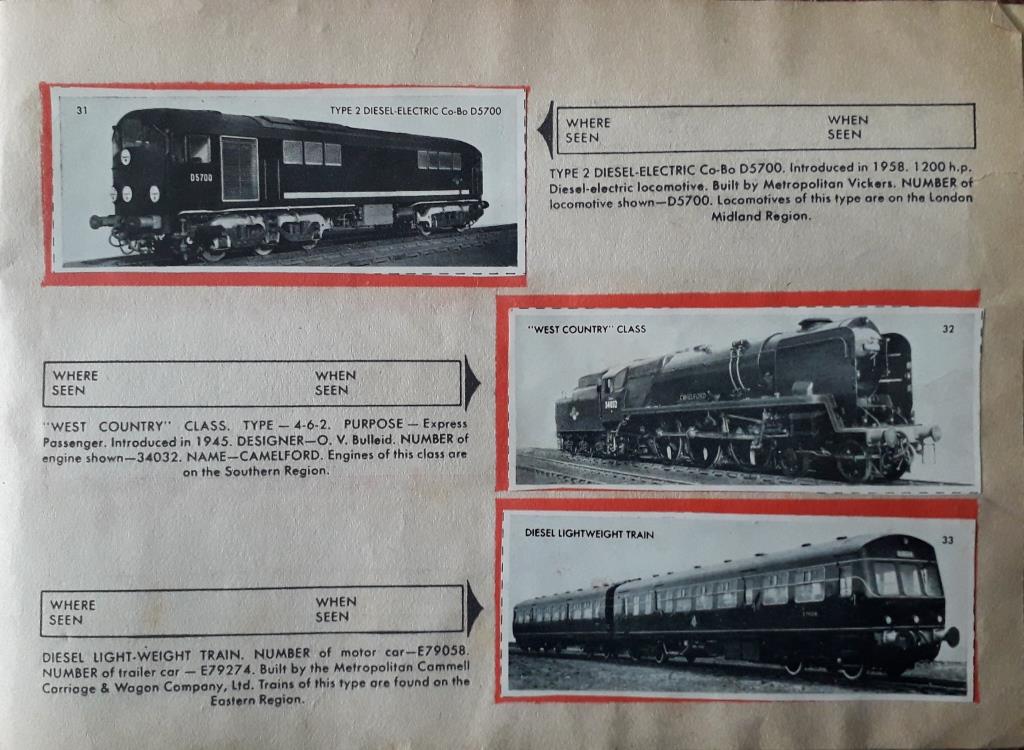 31
TYPE 2 DIESEL-ELECTRIC Co-Bo D5700
D5700
WHERE SEEN
WHEN SEEN
TYPE 2 DIESEL-ELECTRIC Co-Bo D5700. Introduced in 1958. 1200 h.p.
Diesel-electric locomotive. Built by Metropolitan Vickers. NUMBER of
locomotive shown—D5700. Locomotives of this type are on the London
Midland Region.
"WEST COUNTRY" CLASS
32
34032
CAMELFORD
WHERE SEEN
WHEN SEEN
"WEST COUNTRY" CLASS. TYPE — 4-6-2. PURPOSE — Express
Passenger. Introduced in 1945. DESIGNER—O. V. Bulleid. NUMBER of
engine shown—34032. NAME—CAMELFORD. Engines of this class are
on the Southern Region.
DIESEL LIGHTWEIGHT TRAIN
33
WHERE SEEN
WHEN SEEN
DIESEL LIGHT-WEIGHT TRAIN. NUMBER of motor car—E79058.
NUMBER of trailer car — E79274. Built by the Metropolitan Cammell
Carriage & Wagon Company, Ltd. Trains of this type are found on the
Eastern Region.